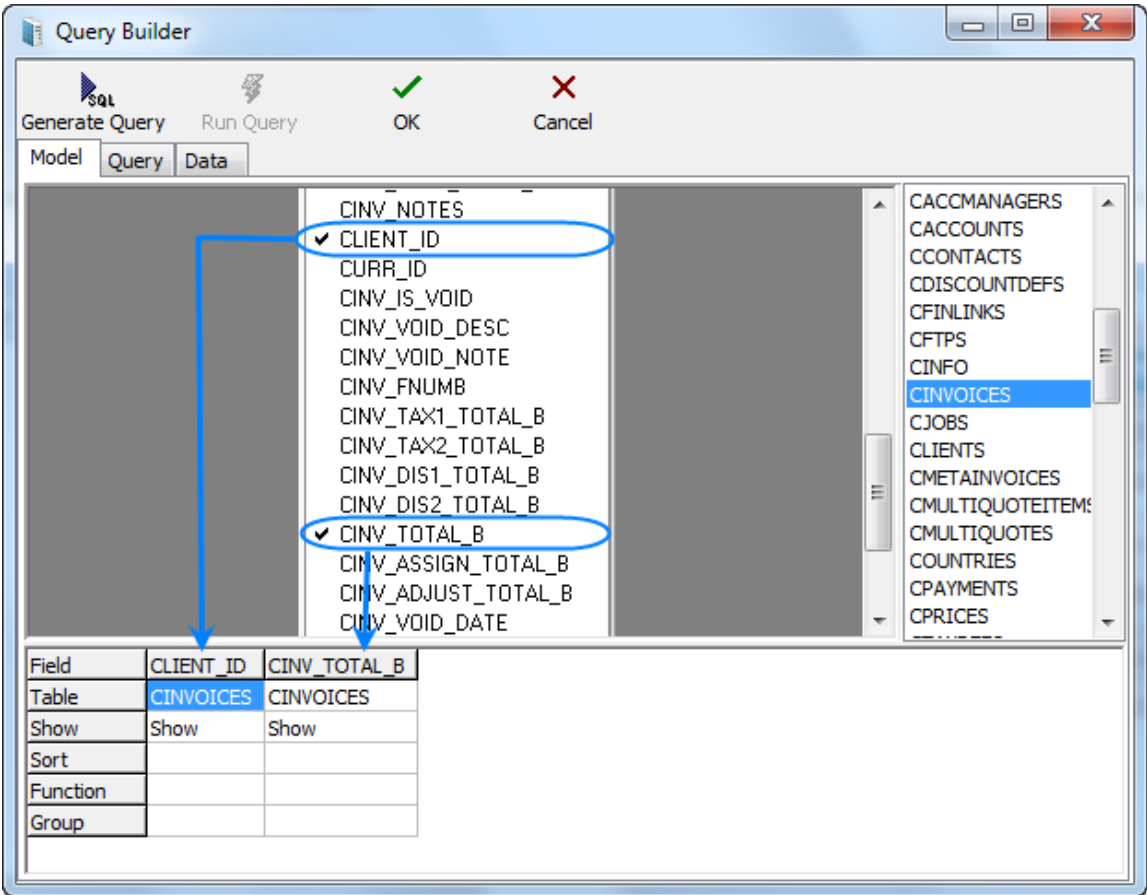 Query Builder
SQL
Generate Query Run Query OK Cancel
Model Query Data
CINV_NOTES
CLIENT_ID
CURR_ID
CINV_IS_VOID
CINV_VOID_DESC
CINV_VOID_NOTE
CINV_FNUMB
CINV_TAX1_TOTAL_B
CINV_TAX2_TOTAL_B
CINV_DIS1_TOTAL_B
CINV_DIS2_TOTAL_B
CINV_TOTAL_B
CINV_ASSIGN_TOTAL_B
CINV_ADJUST_TOTAL_B
CINV_VOID_DATE
CACCMANAGERS
CACCOUNTS
CCONTACTS
CDISCOUNTDEFS
CFINLINKS
CFTPS
CINFO
CINVOICES
CJOBS
CLIENTS
CMETAINVOICES
CMULTIQUOTEITEMS
CMULTIQUOTES
COUNTRIES
CPAYMENTS
CPRICES
Field CLIENT_ID CINV_TOTAL_B
Table CINVOICES CINVOICES
Show Show Show
Sort
Function
Group